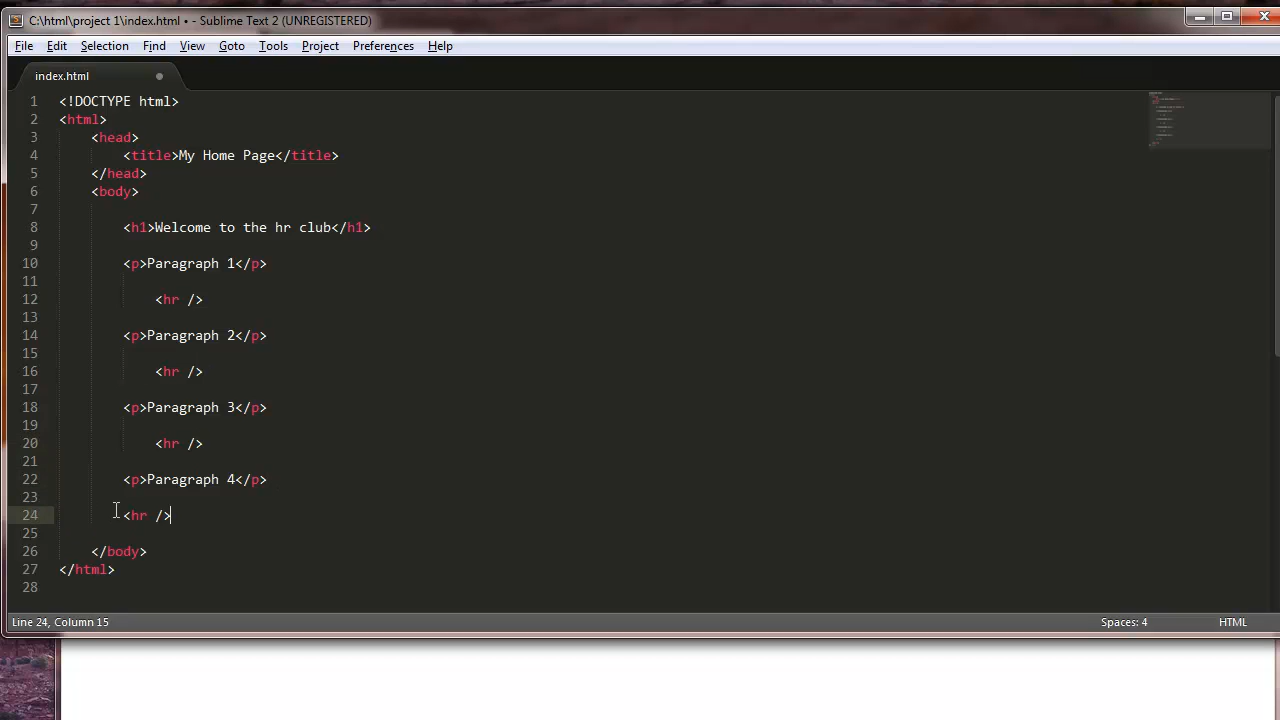 C:\html\project 1\index.html • - Sublime Text 2 (UNREGISTERED)
File Edit Selection Find View Goto Tools Project Preferences Help
index.html
1 <!DOCTYPE html>
2 <html>
3 <head>
4 <title>My Home Page</title>
5 </head>
6 <body>
7
8 <h1>Welcome to the hr club</h1>
9
10 <p>Paragraph 1</p>
11
12 <hr />
13
14 <p>Paragraph 2</p>
15
16 <hr />
17
18 <p>Paragraph 3</p>
19
20 <hr />
21
22 <p>Paragraph 4</p>
23
24 <hr />
25
26 </body>
27 </html>
28
Line 24, Column 15 Spaces: 4 HTML